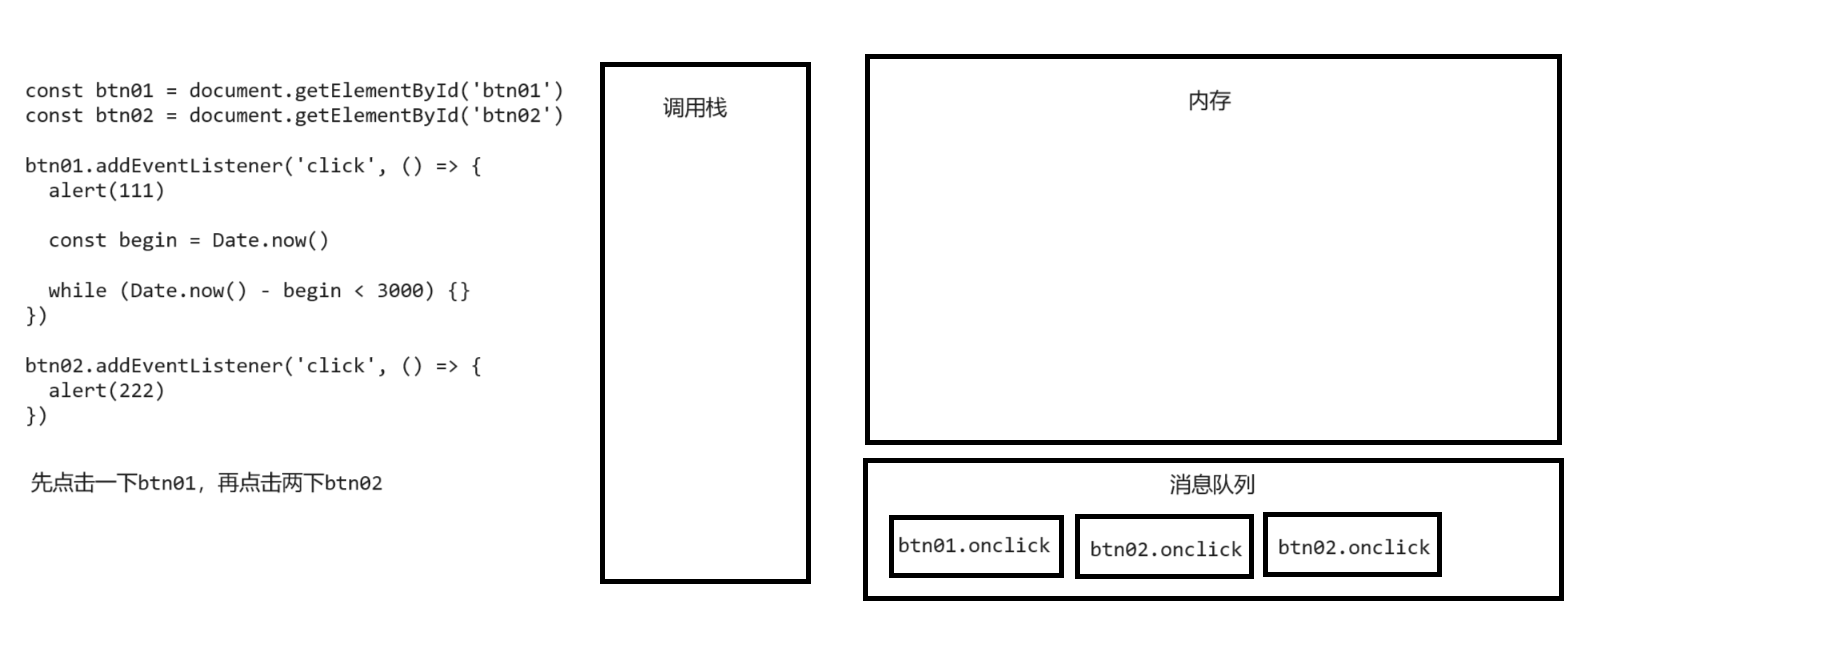 const btn01 = document.getElementById('btn01')
const btn02 = document.getElementById('btn02')
btn01.addEventListener('click', () => {
  alert(111)
  const begin = Date.now()
  while (Date.now() - begin < 3000) {}
})
btn02.addEventListener('click', () => {
  alert(222)
})
先点击一下btn01，再点击两下btn02
调用栈
内存
消息队列
btn01.onclick
btn02.onclick
btn02.onclick